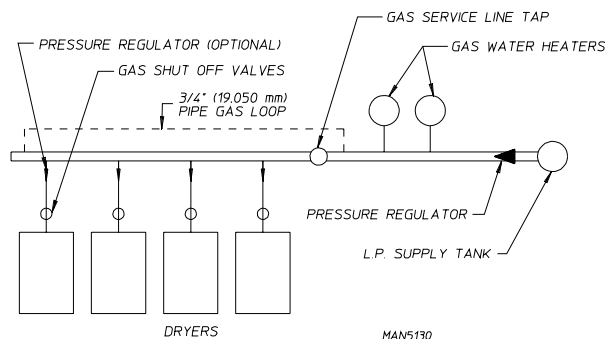 GAS SERVICE LINE TAP
PRESSURE REGULATOR (OPTIONAL)
GAS WATER HEATERS
GAS SHUT OFF VALVES
3/4" (19.050 mm)
PIPE GAS LOOP
PRESSURE REGULATOR
L.P. SUPPLY TANK
DRYERS
MAN5130